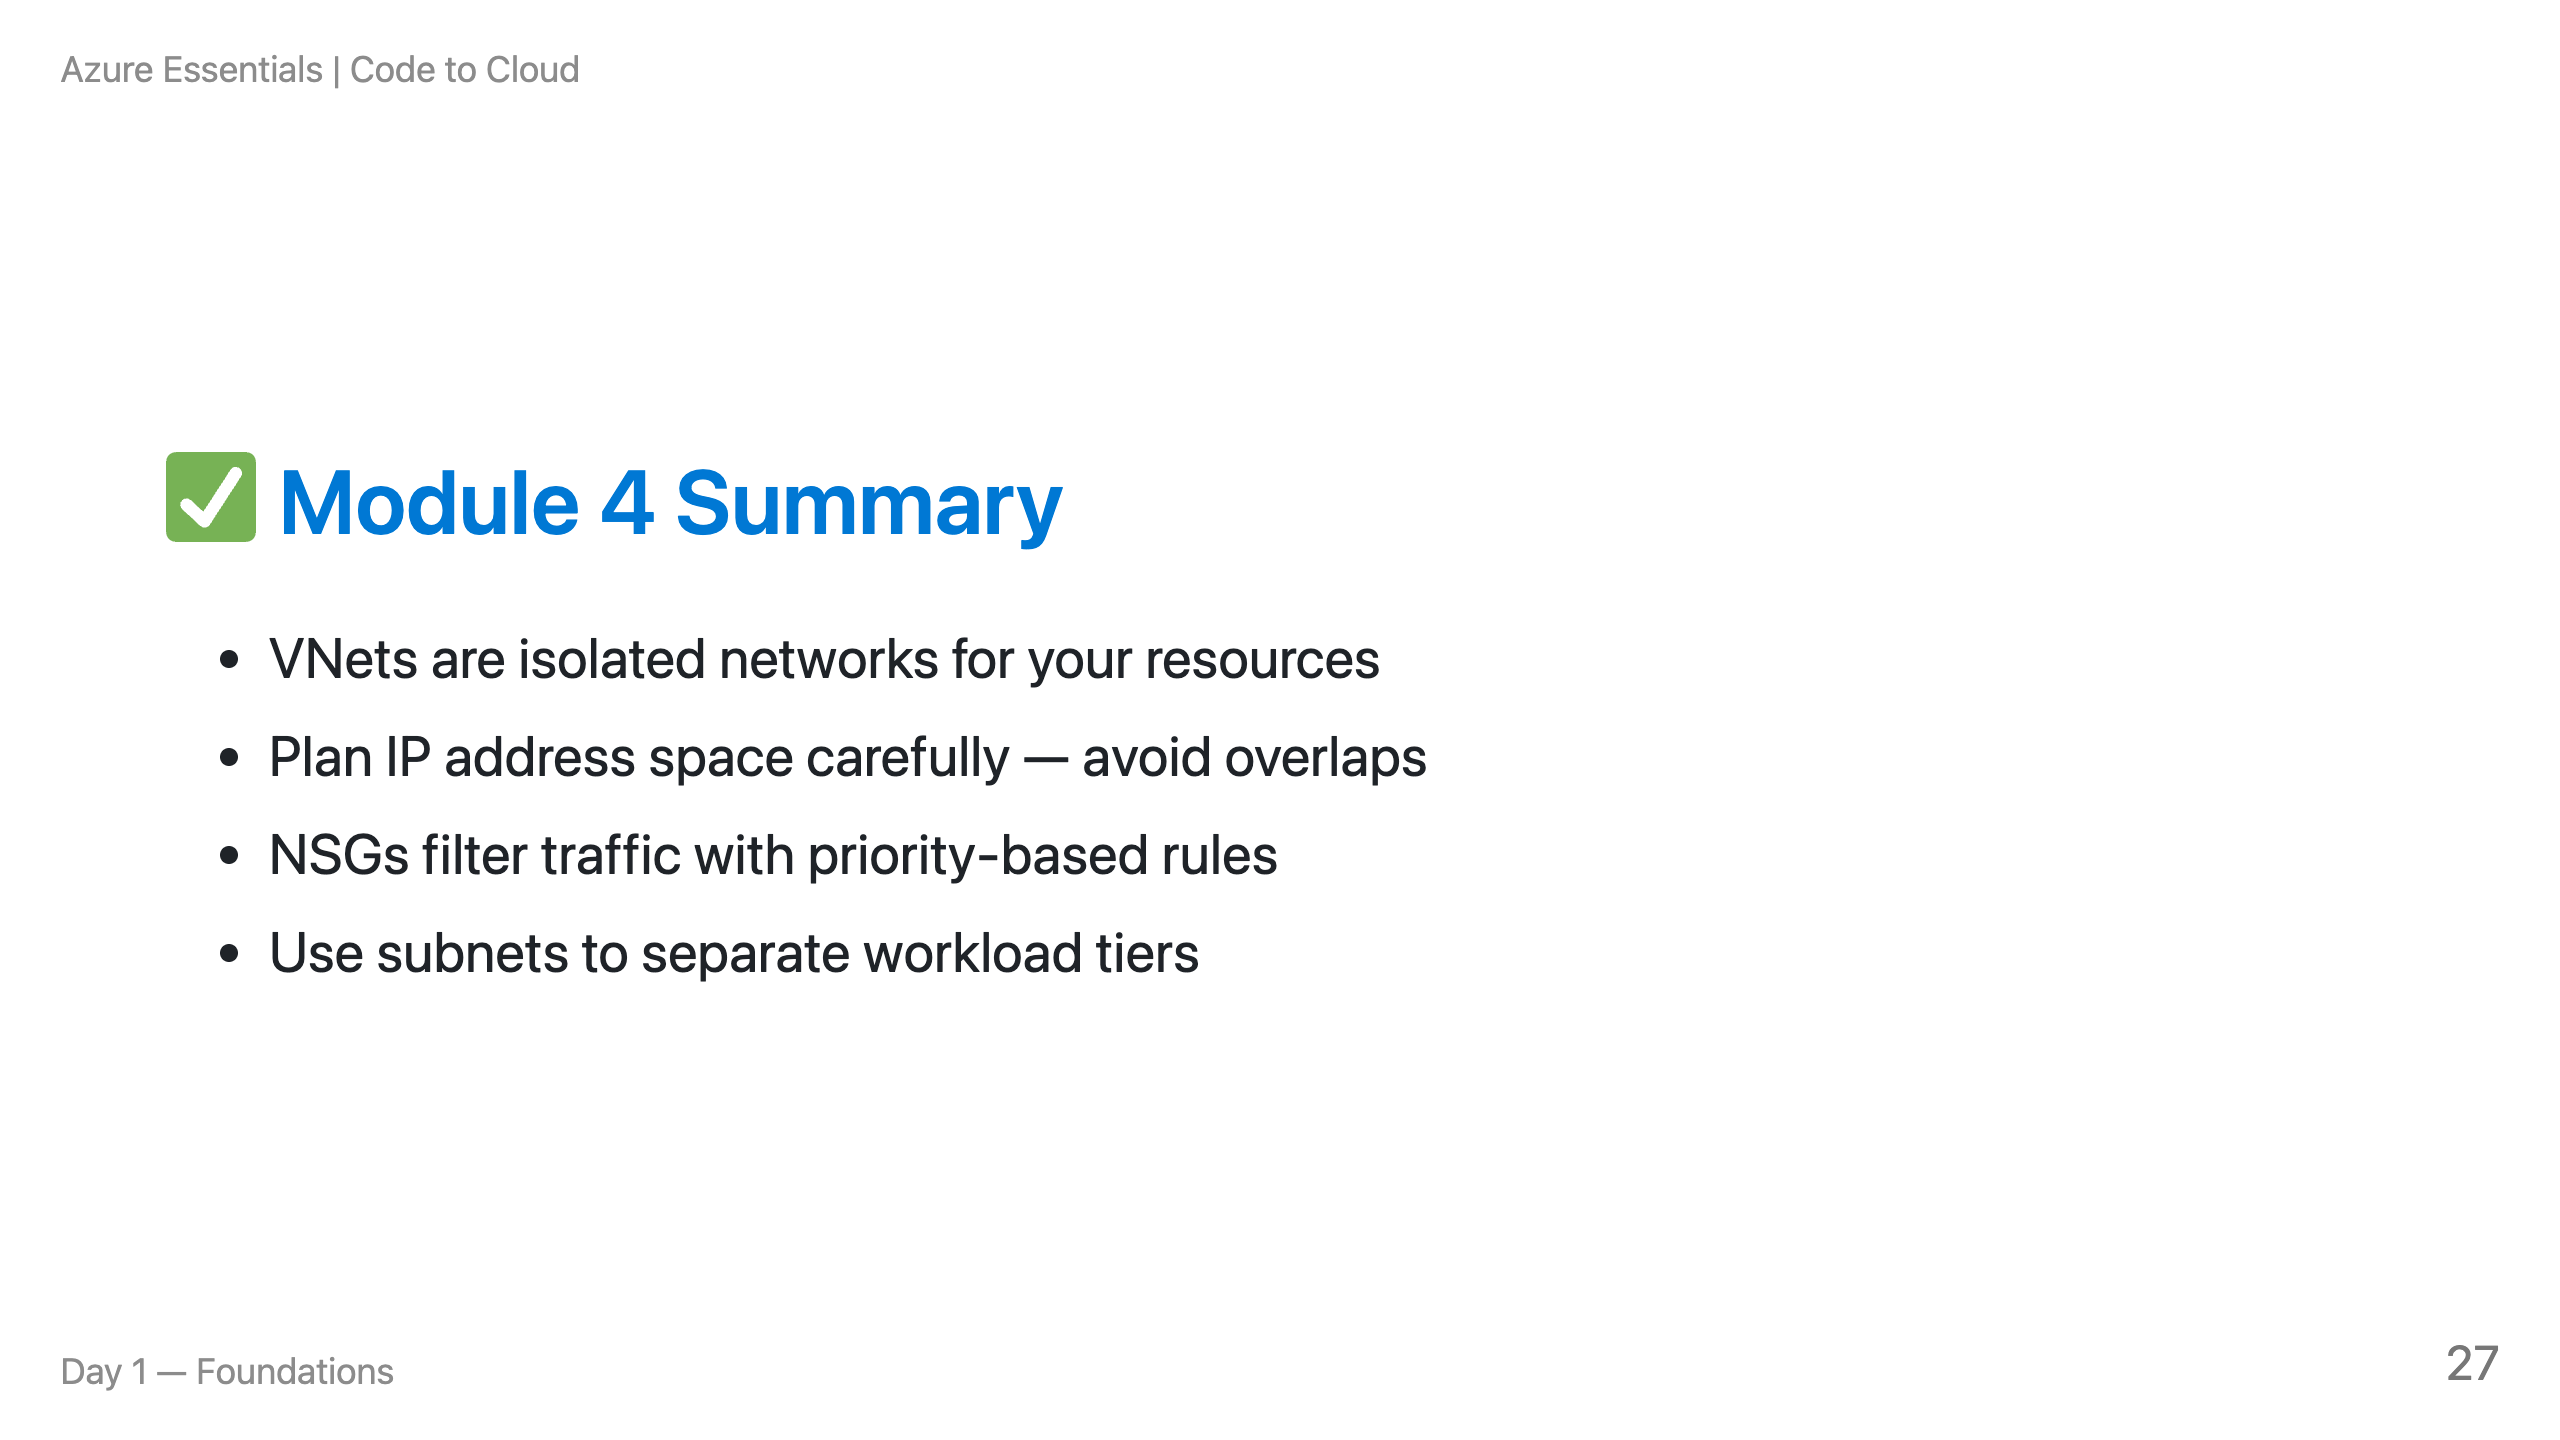 Azure Essentials | Code to Cloud
✅ Module 4 Summary
• VNets are isolated networks for your resources
• Plan IP address space carefully — avoid overlaps
• NSGs filter traffic with priority-based rules
• Use subnets to separate workload tiers
Day 1 — Foundations
27